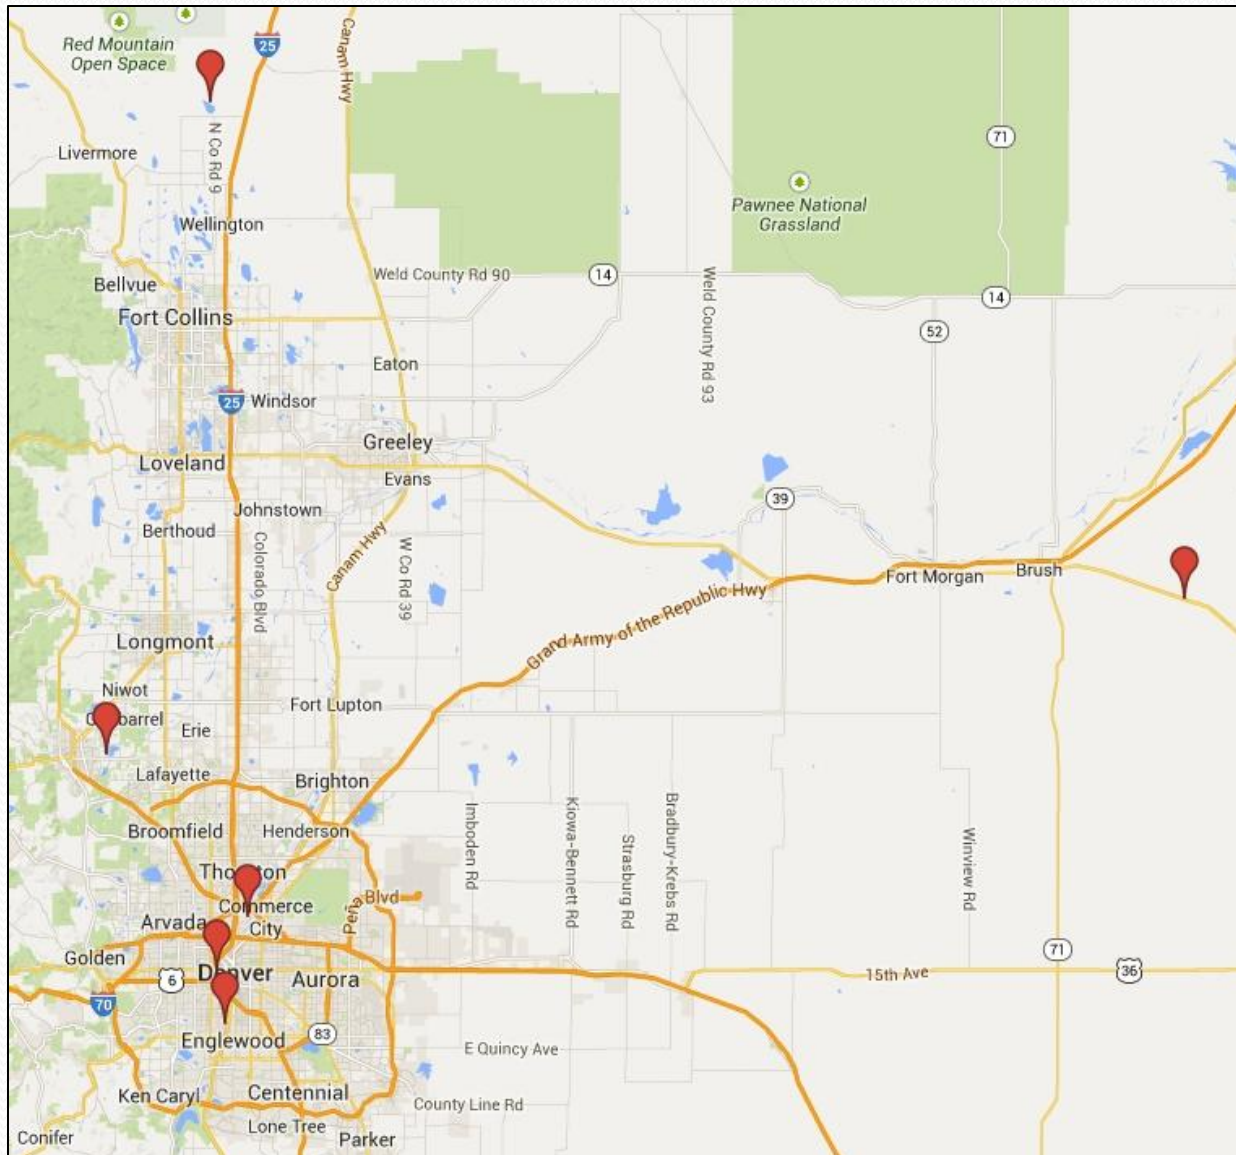 Red Mountain
Open Space
25
Canam Hwy
71
N Co Rd 9
Livermore
Pawnee National
Grassland
Wellington
Weld County Rd 90
14
Weld County Rd 93
Bellvue
14
Fort Collins
52
Eaton
25
Windsor
Greeley
Loveland
Evans
39
Johnstown
Berthoud
Colorado Blvd
Canam Hwy
W Co Rd 39
Fort Morgan
Brush
Grand Army of the Republic Hwy
Longmont
Niwot
Fort Lupton
Erie
Lafayette
Brighton
Broomfield
Henderson
Imboden Rd
Kiowa-Bennett Rd
Strasburg Rd
Bradbury-Krebs Rd
Winview Rd
Commerce
City
Peña Blvd
Arvada
Golden
6
Denver
Aurora
71
15th Ave
36
70
Englewood
83
E Quincy Ave
Ken Caryl
Centennial
County Line Rd
Lone Tree
Conifer
Parker